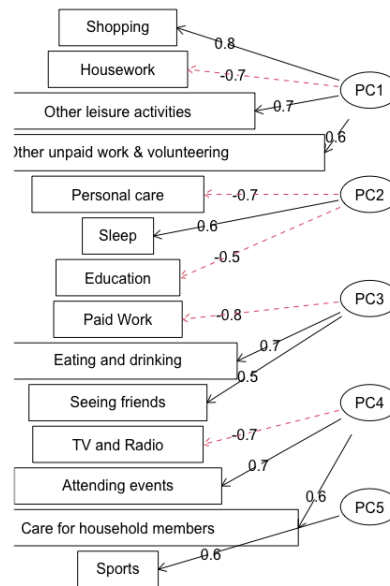 Shopping
0.8
Housework
-0.7
PC1
Other leisure activities
0.7
Other unpaid work & volunteering
0.6
Personal care
-0.7
PC2
Sleep
0.6
Education
-0.5
Paid Work
-0.8
PC3
Eating and drinking
0.7
Seeing friends
0.5
TV and Radio
-0.7
PC4
Attending events
0.7
Care for household members
0.6
PC5
Sports
0.6